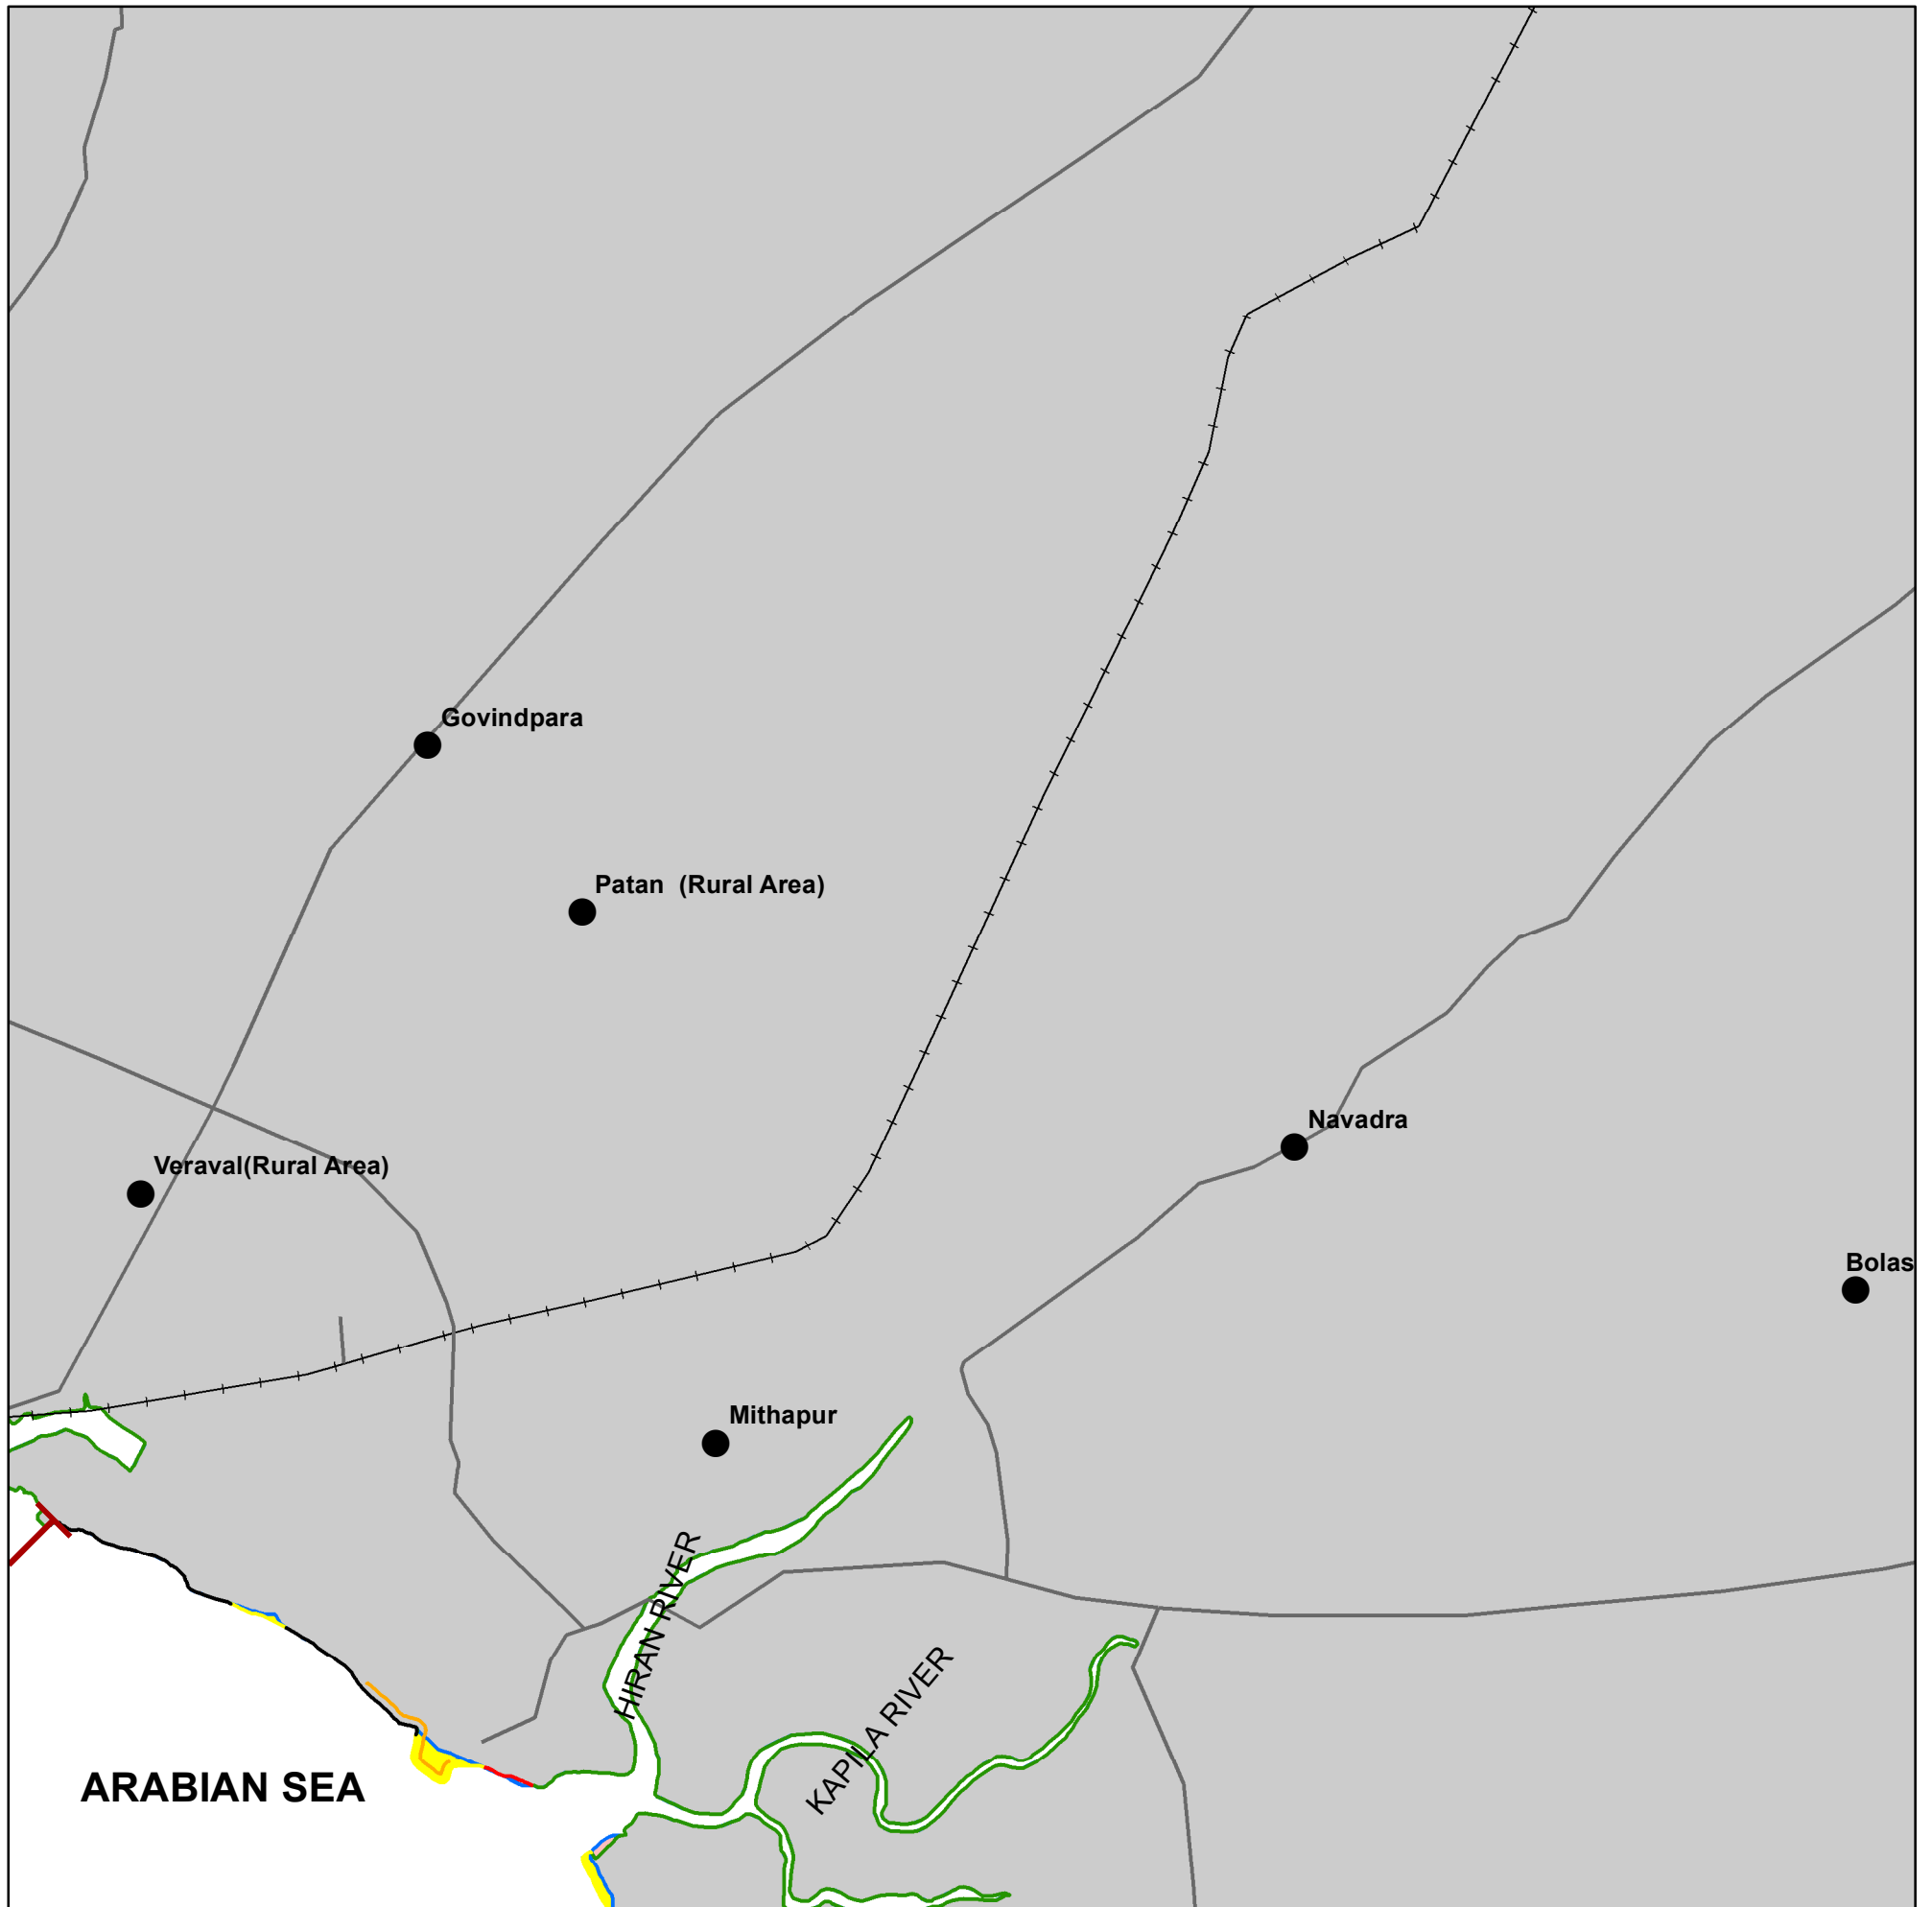 Govindpara
Patan  (Rural Area)
Navadra
Veraval(Rural Area)
Bolas
Mithapur
HIRAN RIVER
KAPILA RIVER
ARABIAN SEA